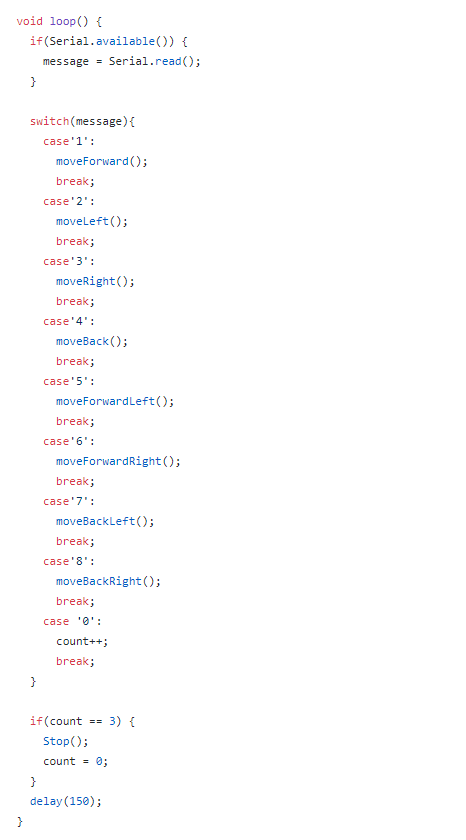 void loop() {
  if(Serial.available()) {
    message = Serial.read();
  }

  switch(message){
    case'1':
      moveForward();
      break;
    case'2':
      moveLeft();
      break;
    case'3':
      moveRight();
      break;
    case'4':
      moveBack();
      break;
    case'5':
      moveForwardLeft();
      break;
    case'6':
      moveForwardRight();
      break;
    case'7':
      moveBackLeft();
      break;
    case'8':
      moveBackRight();
      break;
    case '0':
      count++;
      break;
  }

  if(count == 3) {
    Stop();
    count = 0;
  }
  delay(150);
}